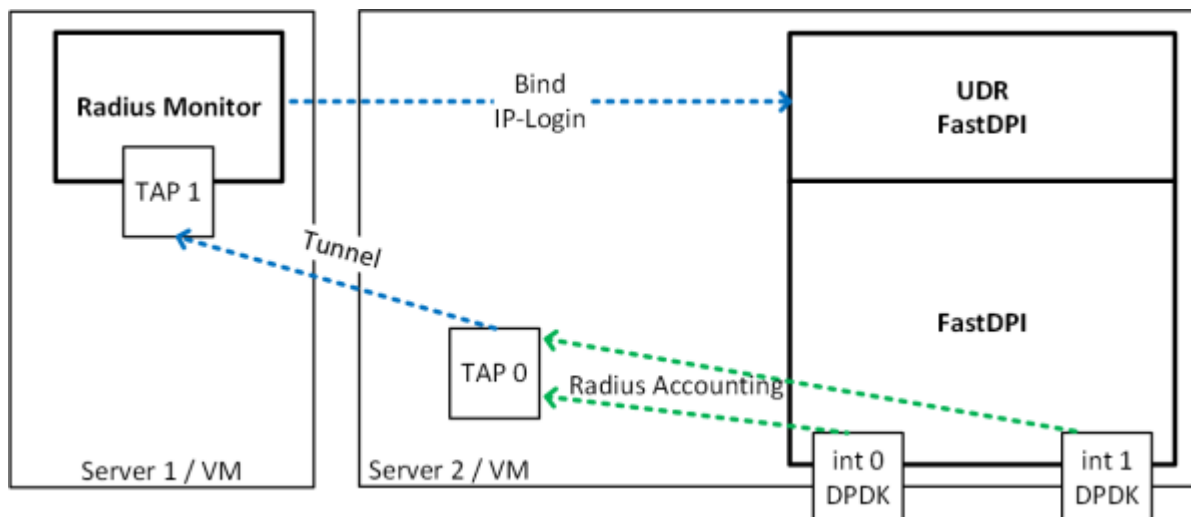 Radius Monitor
TAP 1
Bind
IP-Login
UDR
FastDPI
Tunnel
FastDPI
TAP 0
Radius Accounting
int 0
DPDK
int 1
DPDK
Server 1 / VM
Server 2 / VM